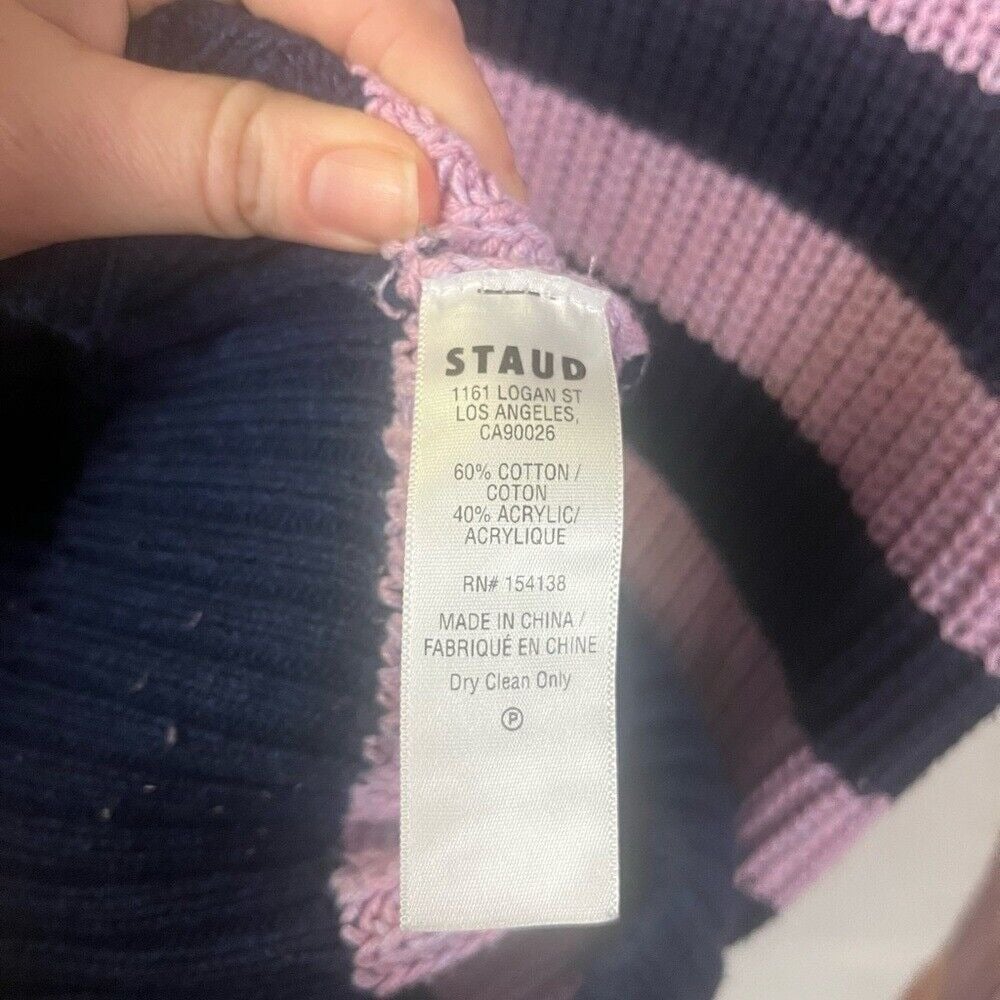 STAUD
1161 LOGAN ST
LOS ANGELES,
CA90026
60% COTTON /
COTON
40% ACRYLIC/
ACRYLIQUE
RN# 154138
MADE IN CHINA /
FABRIQUÉ EN CHINE
Dry Clean Only
Ⓟ